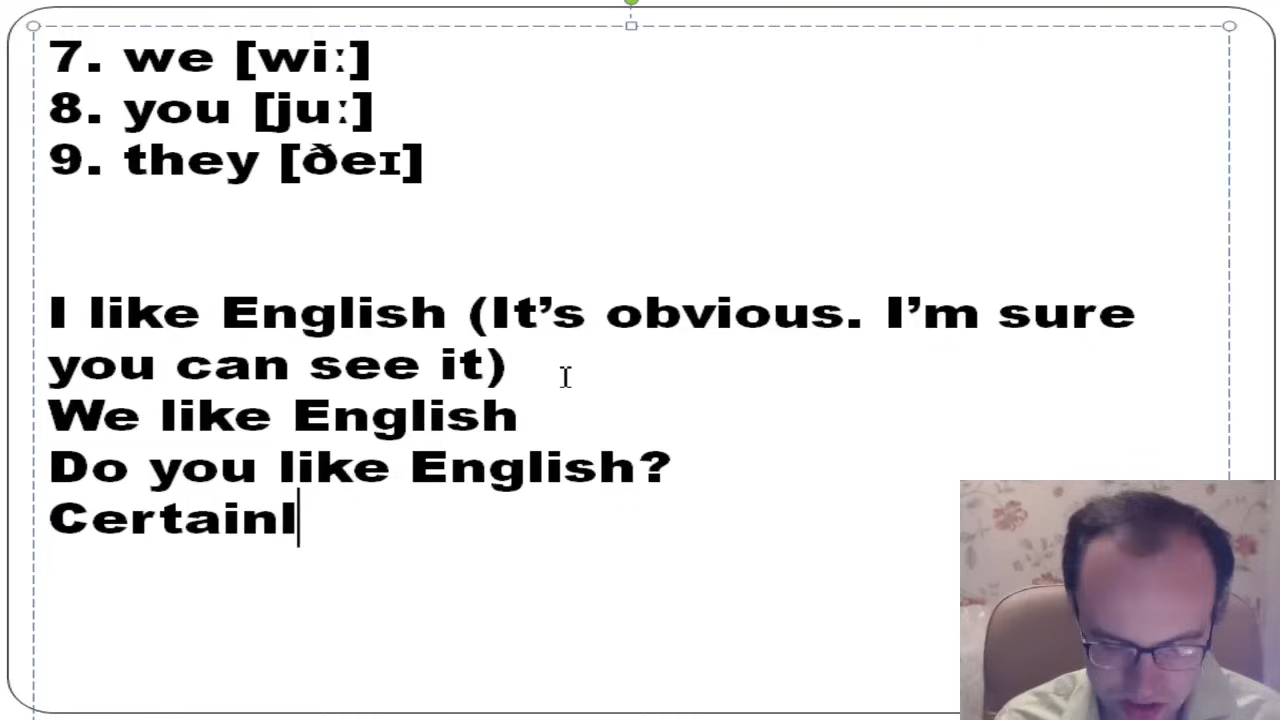 7. we [wiː]
8. you [juː]
9. they [ðeɪ]
I like English (It’s obvious. I’m sure
you can see it)
We like English
Do you like English?
Certainl